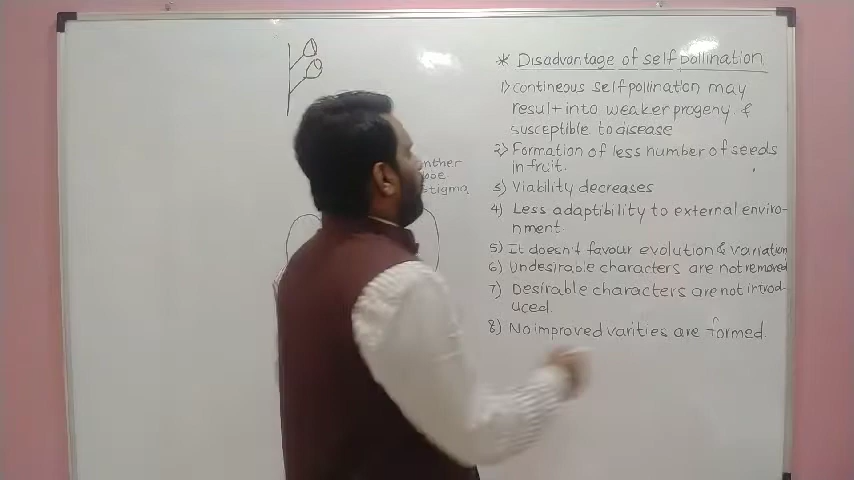 * Disadvantage of self pollination
1) contineous self pollination may
result into weaker progeny &
susceptible to disease
2) Formation of less number of seeds
in fruit.
3) Viability decreases
4) Less adaptibility to external enviro-
nment
5) It doesn't favour evolution & variation
6) Undesirable characters are not removed
7) Desirable characters are not introd-
uced.
8) No improved varities are formed.
nther
obe
stigma